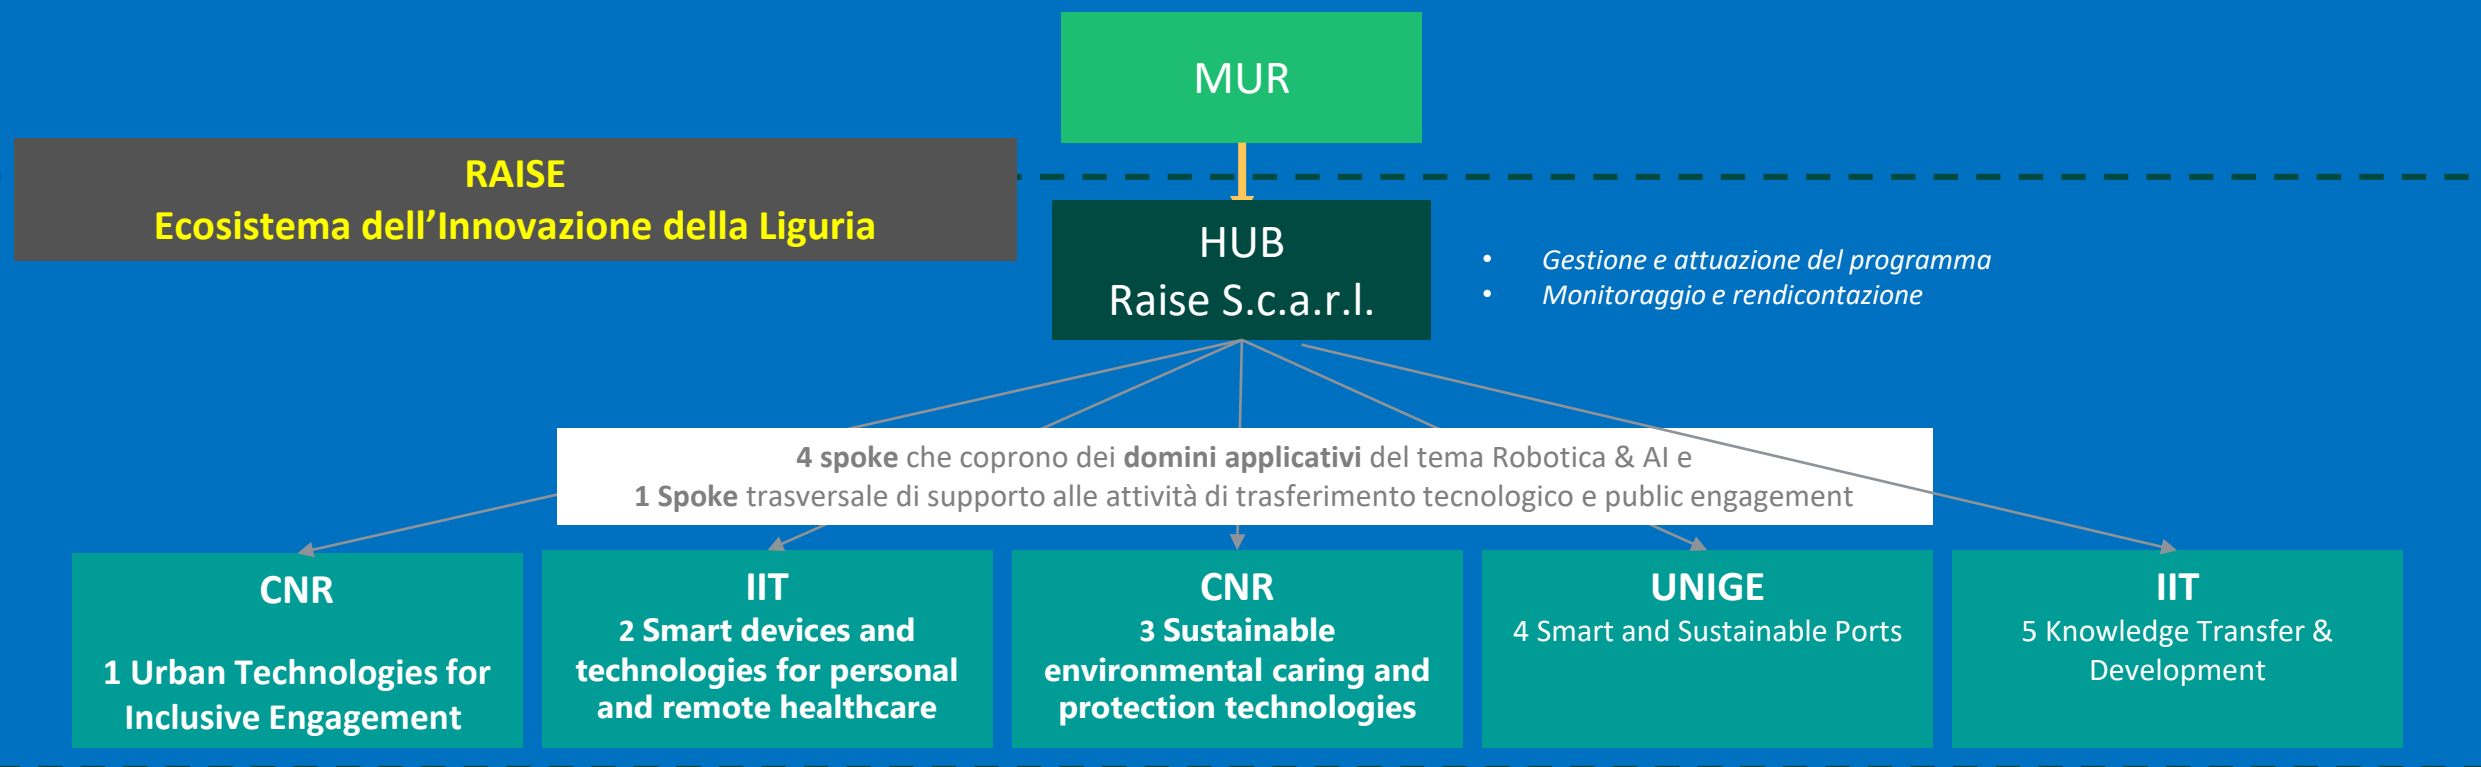 MUR
RAISE
Ecosistema dell’Innovazione della Liguria
HUB
Raise S.c.a.r.l.
• Gestione e attuazione del programma
• Monitoraggio e rendicontazione
4 spoke che coprono dei domini applicativi del tema Robotica & AI e
1 Spoke trasversale di supporto alle attività di trasferimento tecnologico e public engagement
CNR
1 Urban Technologies for
Inclusive Engagement
IIT
2 Smart devices and
technologies for personal
and remote healthcare
CNR
3 Sustainable
environmental caring and
protection technologies
UNIGE
4 Smart and Sustainable Ports
IIT
5 Knowledge Transfer &
Development